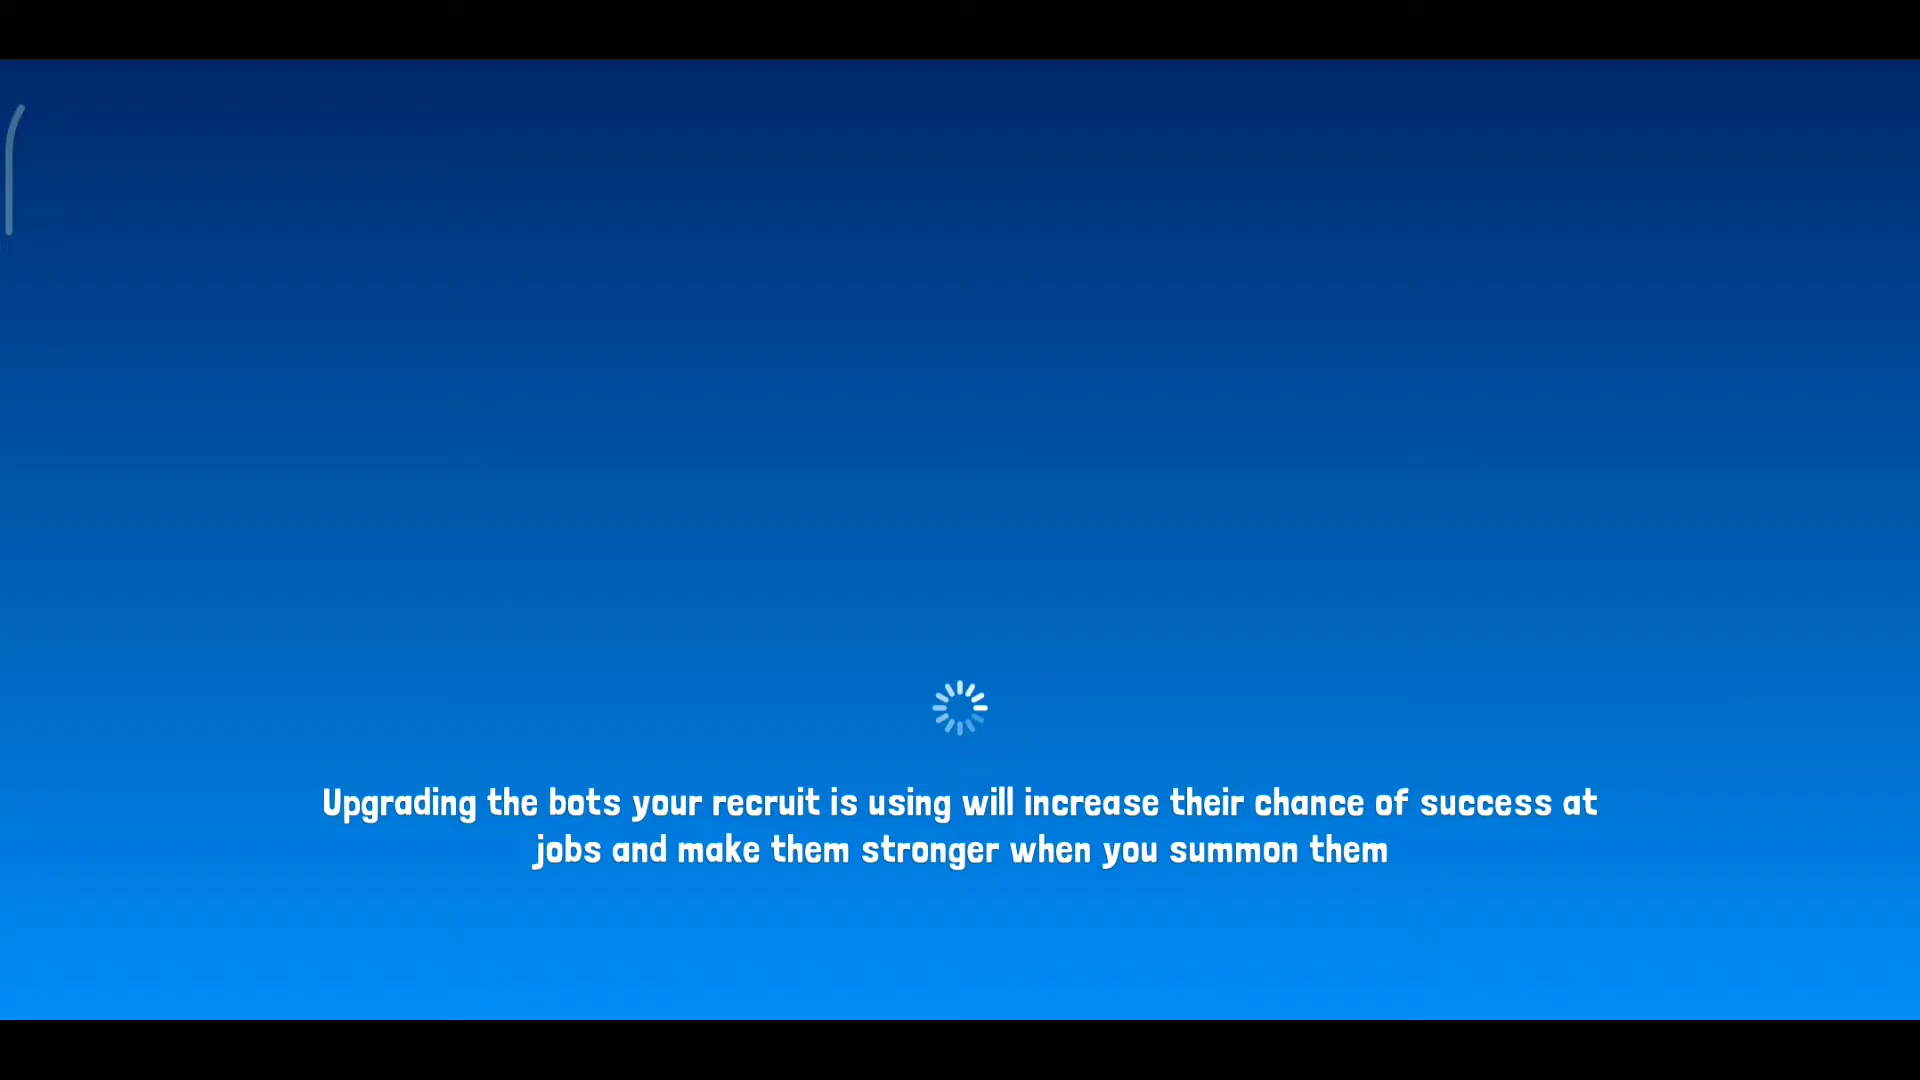 Upgrading the bots your recruit is using will increase their chance of success at
jobs and make them stronger when you summon them